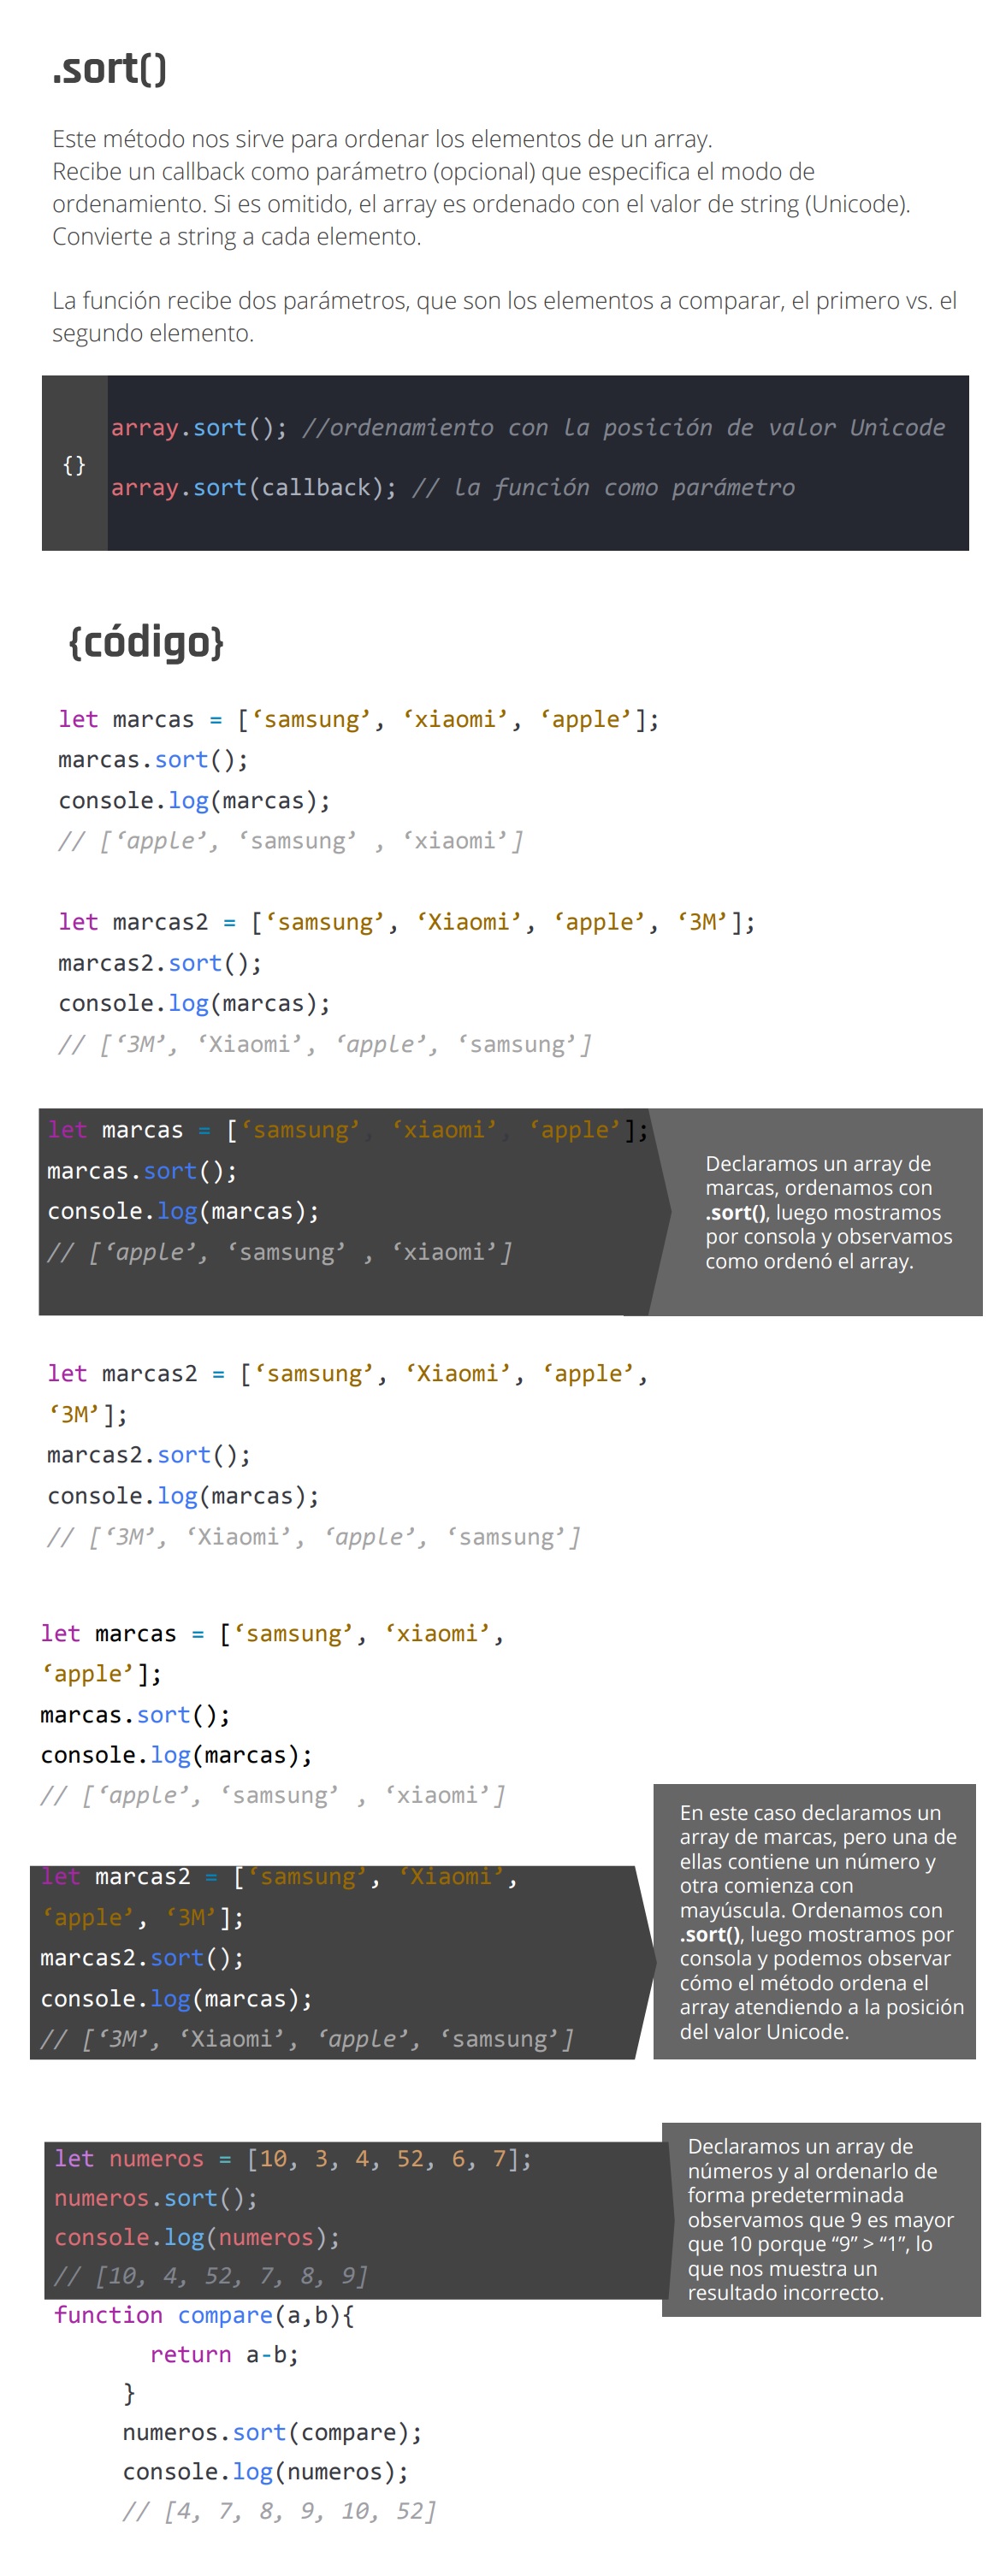 .sort()
Este método nos sirve para ordenar los elementos de un array.
Recibe un callback como parámetro (opcional) que especifica el modo de
ordenamiento. Si es omitido, el array es ordenado con el valor de string (Unicode).
Convierte a string a cada elemento.
La función recibe dos parámetros, que son los elementos a comparar, el primero vs. el
segundo elemento.
{}
array.sort(); //ordenamiento con la posición de valor Unicode
array.sort(callback); // la función como parámetro
{código}
let marcas = [‘samsung’, ‘xiaomi’, ‘apple’];
marcas.sort();
console.log(marcas);
// [‘apple’, ‘samsung’ , ‘xiaomi’]
let marcas2 = [‘samsung’, ‘Xiaomi’, ‘apple’, ‘3M’];
marcas2.sort();
console.log(marcas);
// [‘3M’, ‘Xiaomi’, ‘apple’, ‘samsung’]
let marcas = [‘samsung’, ‘xiaomi’, ‘apple’];
marcas.sort();
console.log(marcas);
// [‘apple’, ‘samsung’ , ‘xiaomi’]
Declaramos un array de
marcas, ordenamos con
.sort(), luego mostramos
por consola y observamos
como ordenó el array.
let marcas2 = [‘samsung’, ‘Xiaomi’, ‘apple’,
‘3M’];
marcas2.sort();
console.log(marcas);
// [‘3M’, ‘Xiaomi’, ‘apple’, ‘samsung’]
let marcas = [‘samsung’, ‘xiaomi’,
‘apple’];
marcas.sort();
console.log(marcas);
// [‘apple’, ‘samsung’ , ‘xiaomi’]
let marcas2 = [‘samsung’, ‘Xiaomi’,
‘apple’, ‘3M’];
marcas2.sort();
console.log(marcas);
// [‘3M’, ‘Xiaomi’, ‘apple’, ‘samsung’]
En este caso declaramos un
array de marcas, pero una de
ellas contiene un número y
otra comienza con
mayúscula. Ordenamos con
.sort(), luego mostramos por
consola y podemos observar
cómo el método ordena el
array atendiendo a la posición
del valor Unicode.
let numeros = [10, 3, 4, 52, 6, 7];
numeros.sort();
console.log(numeros);
// [10, 4, 52, 7, 8, 9]
Declaramos un array de
números y al ordenarlo de
forma predeterminada
observamos que 9 es mayor
que 10 porque “9” > “1”, lo
que nos muestra un
resultado incorrecto.
function compare(a,b){
return a-b;
}
numeros.sort(compare);
console.log(numeros);
// [4, 7, 8, 9, 10, 52]